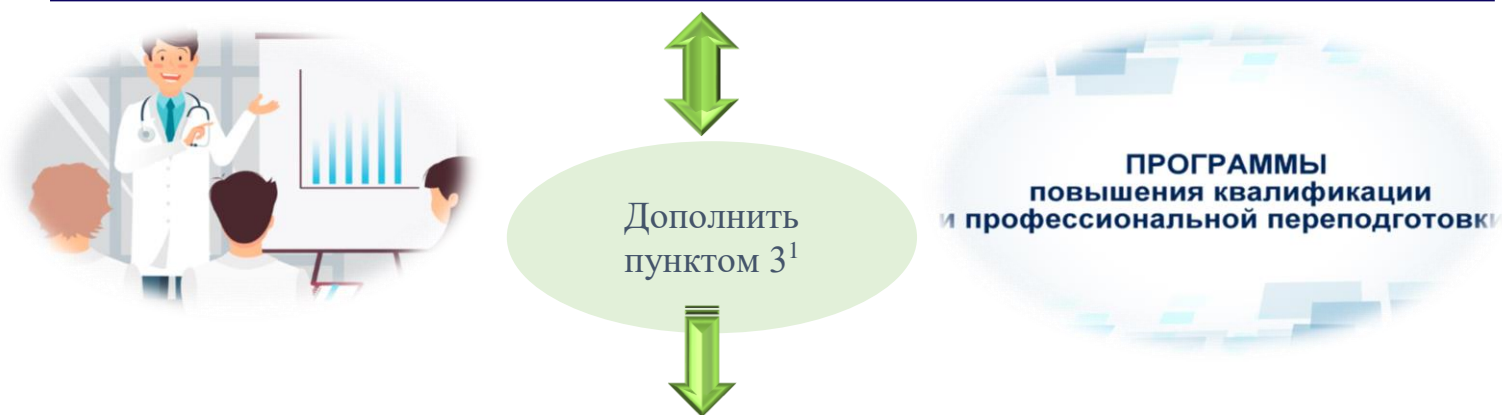 Дополнить
пунктом 3¹
ПРОГРАММЫ
повышения квалификации
и профессиональной переподготовки